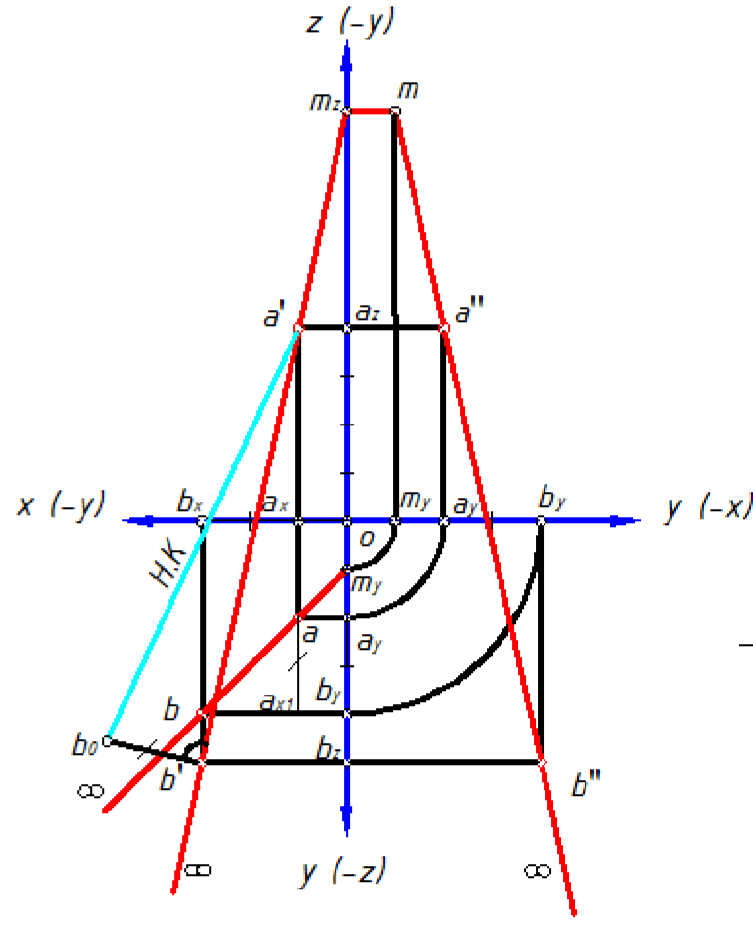 z (-y)
m_z m
a' a_z a"
x (-y) b_x a_x o m_y a_y b_y y (-x)
H.K
m_y
a a_y
b a_x1 b_y
b_0 b' b_z b"
∞
∞ ∞
y (-z)